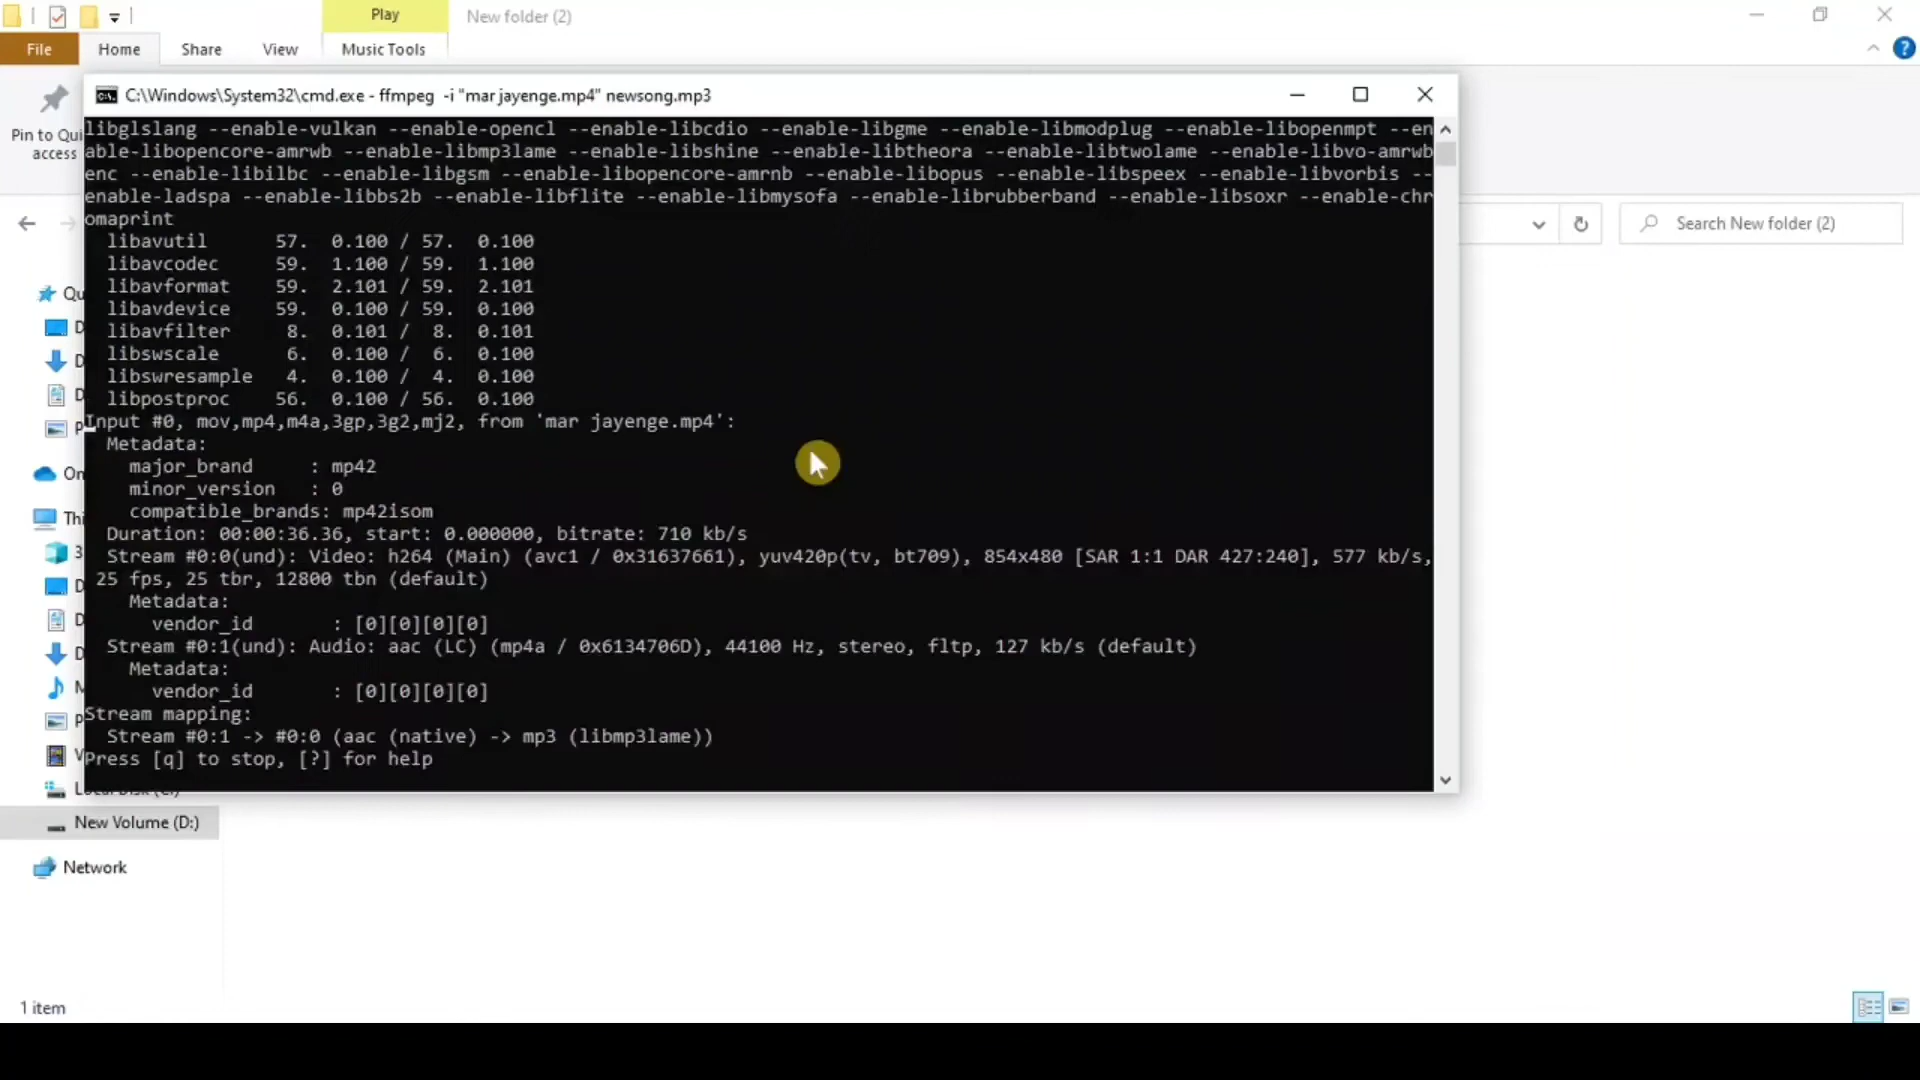 Play
New folder (2)
File
Home
Share
View
Music Tools
C:\Windows\System32\cmd.exe - ffmpeg  -i "mar jayenge.mp4" newsong.mp3
Pin to Qui
access
libglslang --enable-vulkan --enable-opencl --enable-libcdio --enable-libgme --enable-libmodplug --enable-libopenmpt --en
able-libopencore-amrwb --enable-libmp3lame --enable-libshine --enable-libtheora --enable-libtwolame --enable-libvo-amrwb
enc --enable-libilbc --enable-libgsm --enable-libopencore-amrnb --enable-libopus --enable-libspeex --enable-libvorbis --
enable-ladspa --enable-libbs2b --enable-libflite --enable-libmysofa --enable-librubberband --enable-libsoxr --enable-chr
omaprint
  libavutil      57.  0.100 / 57.  0.100
  libavcodec     59.  1.100 / 59.  1.100
  libavformat    59.  2.101 / 59.  2.101
  libavdevice    59.  0.100 / 59.  0.100
  libavfilter     8.  0.101 /  8.  0.101
  libswscale      6.  0.100 /  6.  0.100
  libswresample   4.  0.100 /  4.  0.100
  libpostproc    56.  0.100 / 56.  0.100
Input #0, mov,mp4,m4a,3gp,3g2,mj2, from 'mar jayenge.mp4':
  Metadata:
    major_brand     : mp42
    minor_version   : 0
    compatible_brands: mp42isom
  Duration: 00:00:36.36, start: 0.000000, bitrate: 710 kb/s
  Stream #0:0(und): Video: h264 (Main) (avc1 / 0x31637661), yuv420p(tv, bt709), 854x480 [SAR 1:1 DAR 427:240], 577 kb/s,
 25 fps, 25 tbr, 12800 tbn (default)
    Metadata:
      vendor_id       : [0][0][0][0]
  Stream #0:1(und): Audio: aac (LC) (mp4a / 0x6134706D), 44100 Hz, stereo, fltp, 127 kb/s (default)
    Metadata:
      vendor_id       : [0][0][0][0]
Stream mapping:
  Stream #0:1 -> #0:0 (aac (native) -> mp3 (libmp3lame))
Press [q] to stop, [?] for help
Search New folder (2)
Qu
D
D
D
P
On
Thi
3
D
D
D
M
P
V
New Volume (D:)
Network
1 item